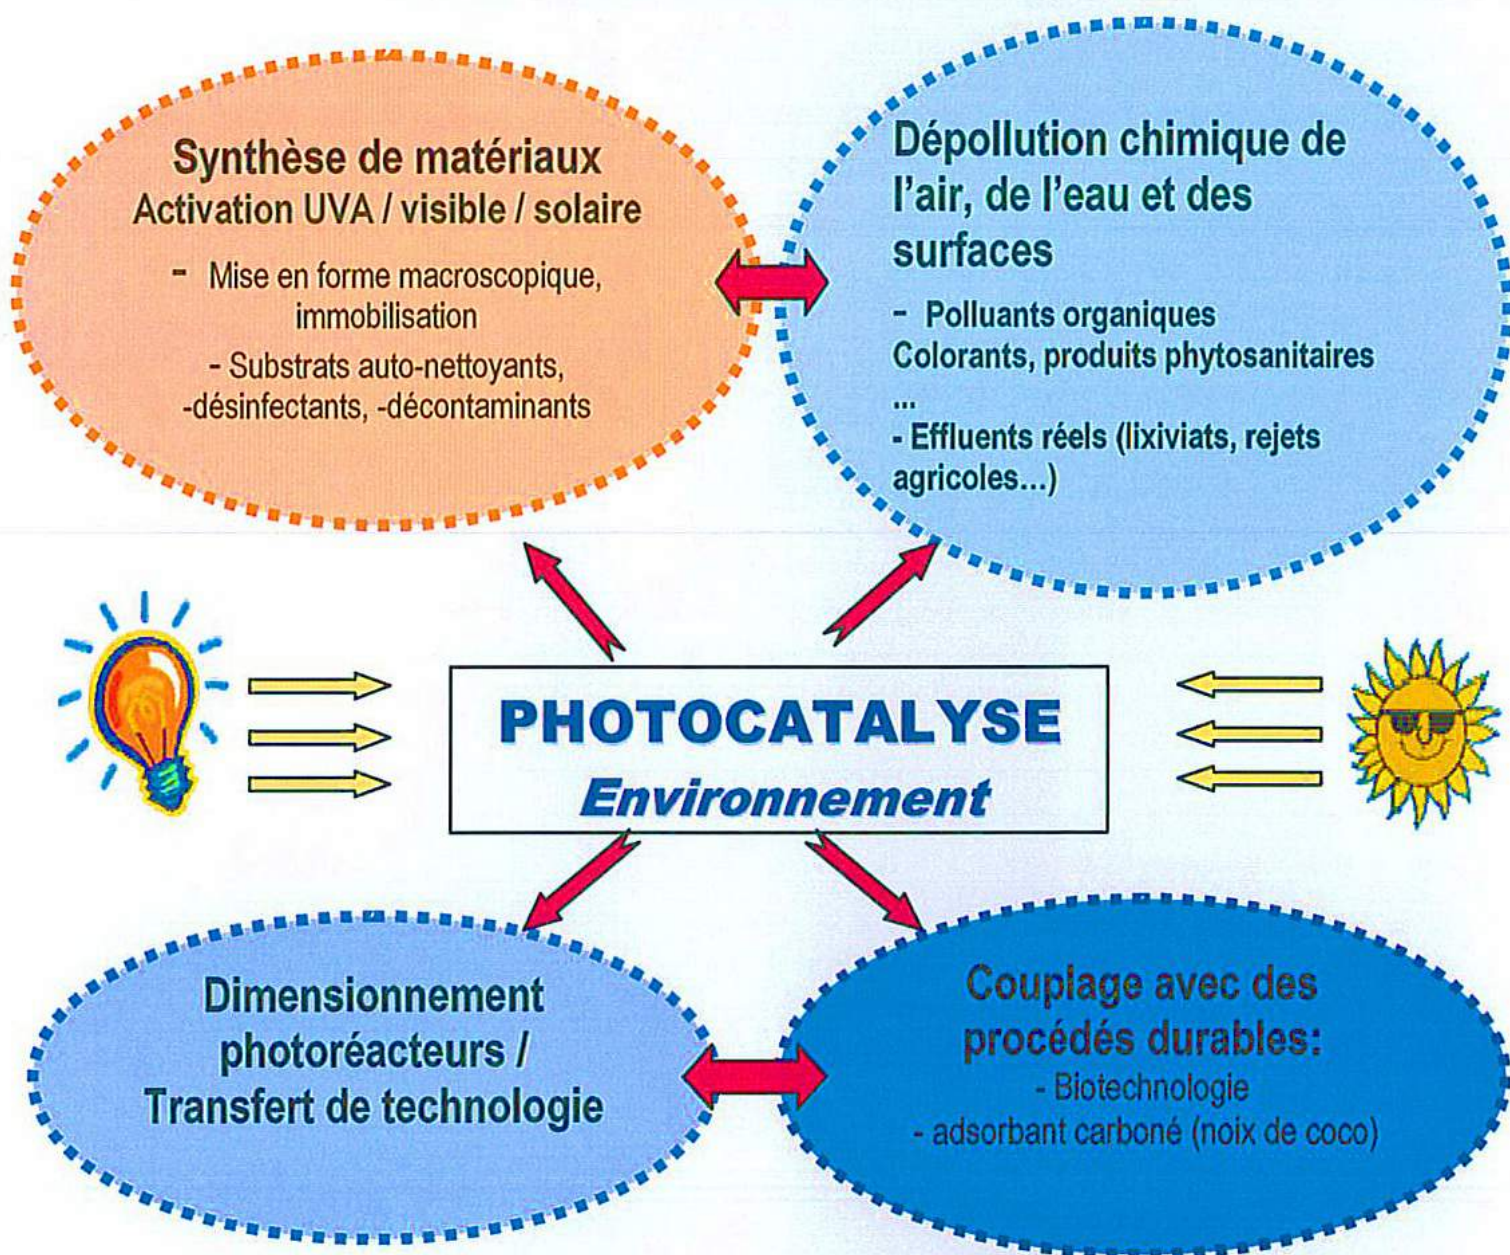 Synthèse de matériaux
Activation UVA / visible / solaire
- Mise en forme macroscopique,
immobilisation
- Substrats auto-nettoyants,
-désinfectants, -décontaminants
Dépollution chimique de
l'air, de l'eau et des
surfaces
- Polluants organiques
Colorants, produits phytosanitaires
...
- Effluents réels (lixiviats, rejets
agricoles...)
PHOTOCATALYSE
Environnement
Dimensionnement
photoréacteurs /
Transfert de technologie
Couplage avec des
procédés durables:
- Biotechnologie
- adsorbant carboné (noix de coco)